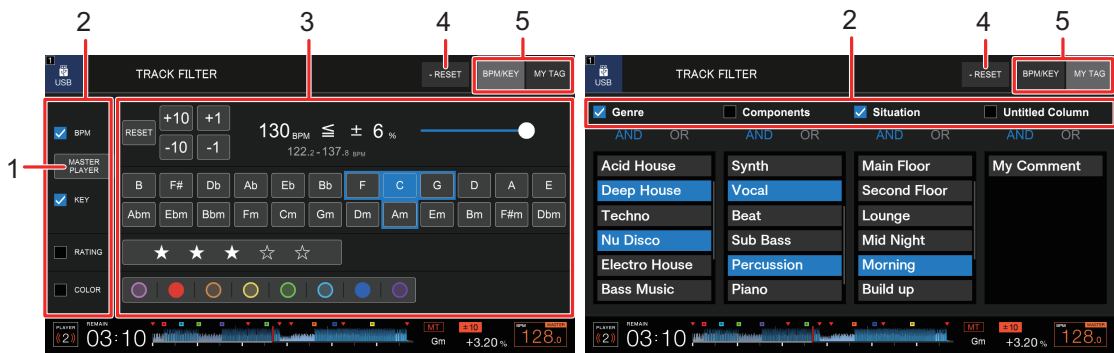 2 3 4 5
1
USB
TRACK FILTER
- RESET
BPM/KEY MY TAG
BPM
MASTER
PLAYER
KEY
RATING
COLOR
1
RESET
+10 +1
-10 -1
130 BPM ≦ ± 6 %
122.2 - 137.8 BPM
B F# Db Ab Eb Bb F C G D A E
Abm Ebm Bbm Fm Cm Gm Dm Am Em Bm F#m Dbm
★ ★ ★ ☆ ☆
PLAYER
2
REMAIN
03:10
MT
Gm
±10
+3.20 %
BPM MASTER
128.0
2 4 5
1
USB
TRACK FILTER
- RESET
BPM/KEY MY TAG
Genre Components Situation Untitled Column
AND OR AND OR AND OR AND OR
Acid House Synth Main Floor My Comment
Deep House Vocal Second Floor
Techno Beat Lounge
Nu Disco Sub Bass Mid Night
Electro House Percussion Morning
Bass Music Piano Build up
PLAYER
2
REMAIN
03:10
MT
Gm
±10
+3.20 %
BPM MASTER
128.0